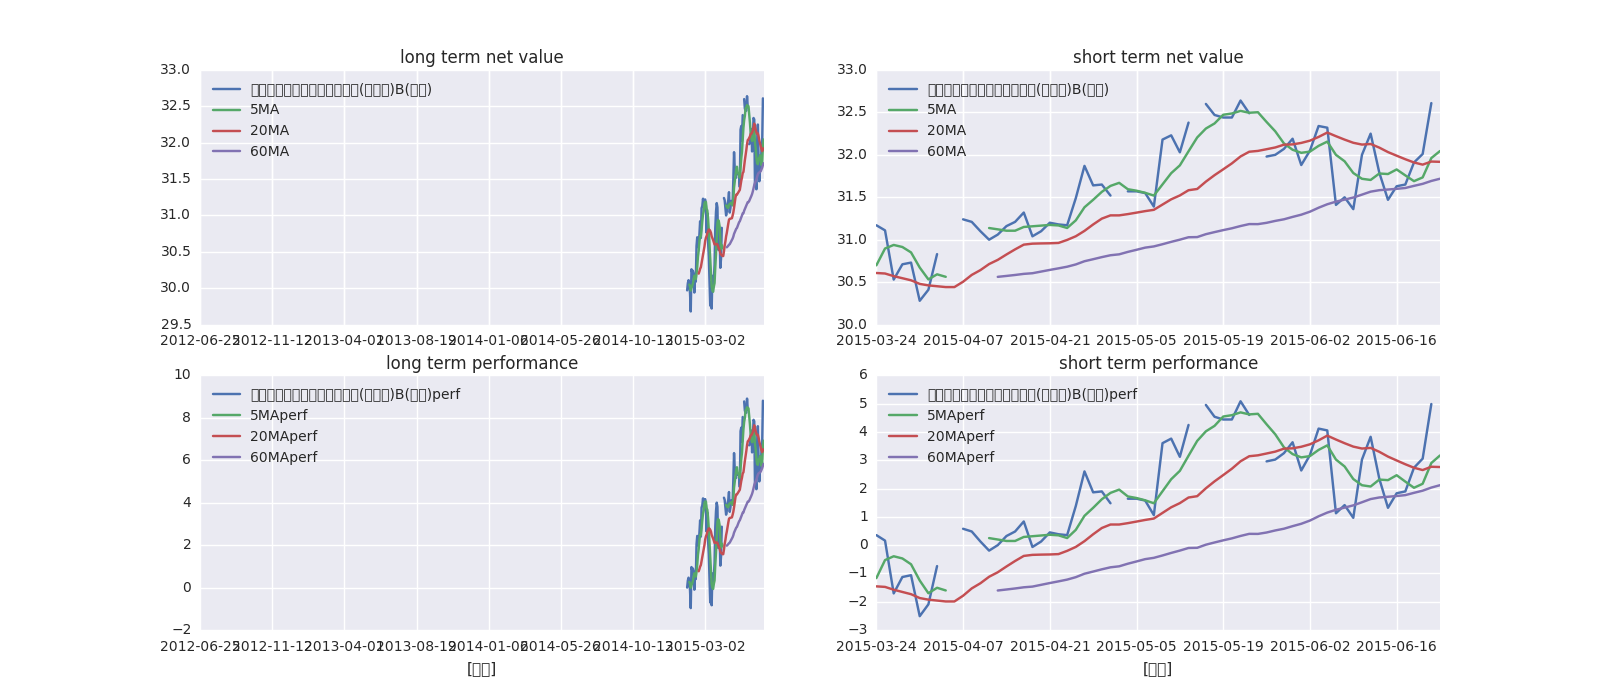 long term net value
33.0
32.5
32.0
31.5
31.0
30.5
30.0
29.5
B
5MA
20MA
60MA
2012-06-25 2012-11-12 2013-04-01 2013-08-19 2014-01-06 2014-05-26 2014-10-13 2015-03-02
short term net value
33.0
32.5
32.0
31.5
31.0
30.5
30.0
B
5MA
20MA
60MA
2015-03-24 2015-04-07 2015-04-21 2015-05-05 2015-05-19 2015-06-02 2015-06-16
long term performance
10
8
6
4
2
0
−2
perf
5MAperf
20MAperf
60MAperf
2012-06-25 2012-11-12 2013-04-01 2013-08-19 2014-01-06 2014-05-26 2014-10-13 2015-03-02
short term performance
6
5
4
3
2
1
0
−1
−2
−3
perf
5MAperf
20MAperf
60MAperf
2015-03-24 2015-04-07 2015-04-21 2015-05-05 2015-05-19 2015-06-02 2015-06-16